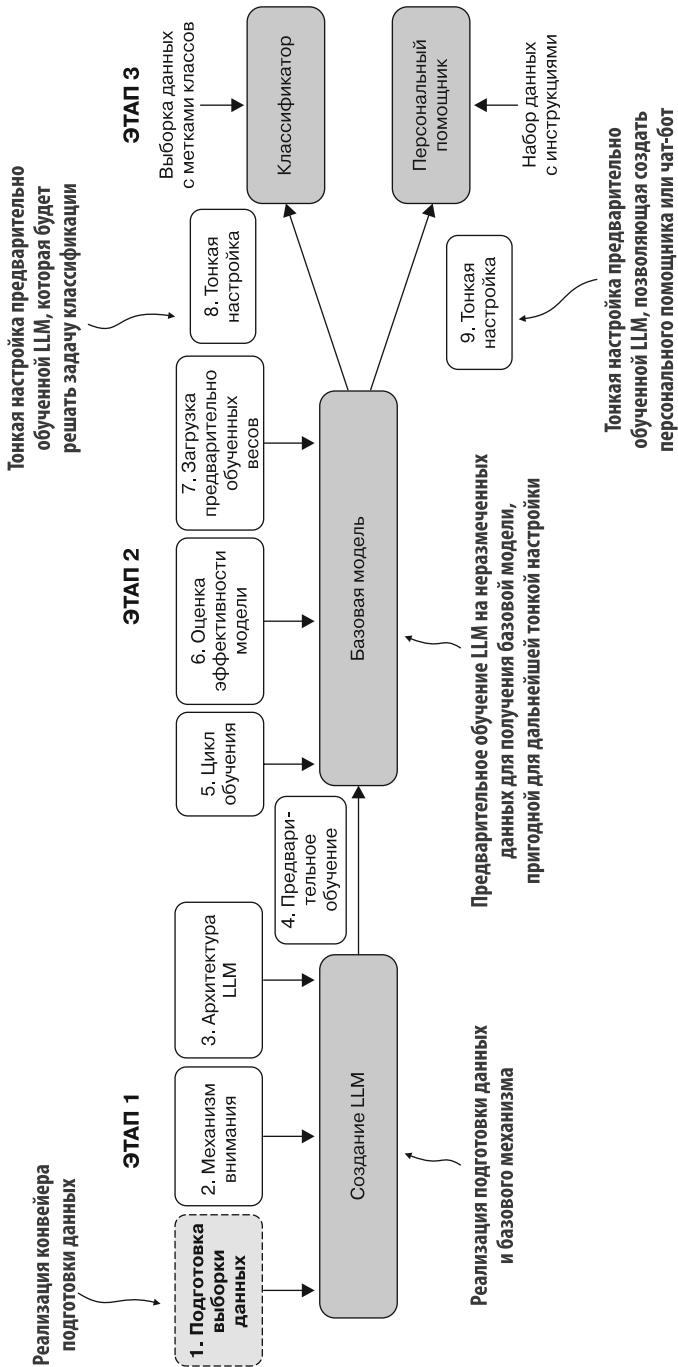 Реализация конвейера
подготовки данных
ЭТАП 1
1. Подготовка
выборки
данных
2. Механизм
внимания
3. Архитектура
LLM
Создание LLM
Реализация подготовки данных
и базового механизма
4. Предвари-
тельное
обучение
ЭТАП 2
5. Цикл
обучения
6. Оценка
эффективности
модели
7. Загрузка
предварительно
обученных
весов
Базовая модель
Предварительное обучение LLM на неразмеченных
данных для получения базовой модели,
пригодной для дальнейшей тонкой настройки
Тонкая настройка предварительно
обученной LLM, которая будет
решать задачу классификации
ЭТАП 3
8. Тонкая
настройка
Выборка данных
с метками классов
Классификатор
9. Тонкая
настройка
Персональный
помощник
Набор данных
с инструкциями
Тонкая настройка предварительно
обученной LLM, позволяющая создать
персонального помощника или чат-бот